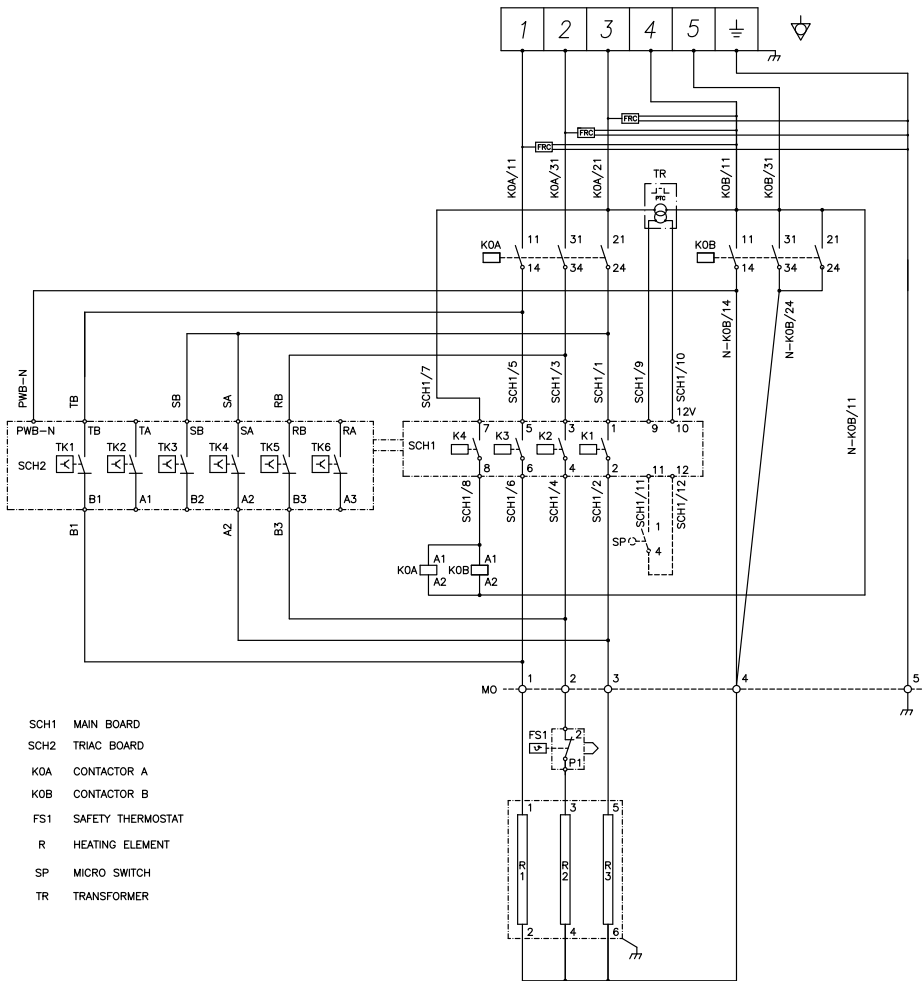 1 2 3 4 5
FRC
FRC
FRC
K0A/11 K0A/31 K0A/21 TR K0B/11 K0B/31
PTC
K0A 11 31 21 K0B 11 31 21
14 34 24 14 34 24
PWB-N TB SB SA RB SCH1/7 SCH1/5 SCH1/3 SCH1/1 SCH1/9 SCH1/10 N-K0B/14 N-K0B/24
N-K0B/11
12V
PWB-N TB TA SB SA RB RA 7 5 3 1 9 10
TK1 TK2 TK3 TK4 TK5 TK6 SCH1 K4 K3 K2 K1
SCH2
8 6 4 2 11 12
B1 A1 B2 A2 B3 A3
B1 A2 B3 SCH1/8 SCH1/6 SCH1/4 SCH1/2 SCH1/11 SCH1/12
1
SP
4
K0A A1 K0B A1
A2 A2
MO 1 2 3 4 5
FS1 2
P1
1 3 5
R1 R2 R3
2 4 6
SCH1 MAIN BOARD
SCH2 TRIAC BOARD
K0A CONTACTOR A
K0B CONTACTOR B
FS1 SAFETY THERMOSTAT
R HEATING ELEMENT
SP MICRO SWITCH
TR TRANSFORMER